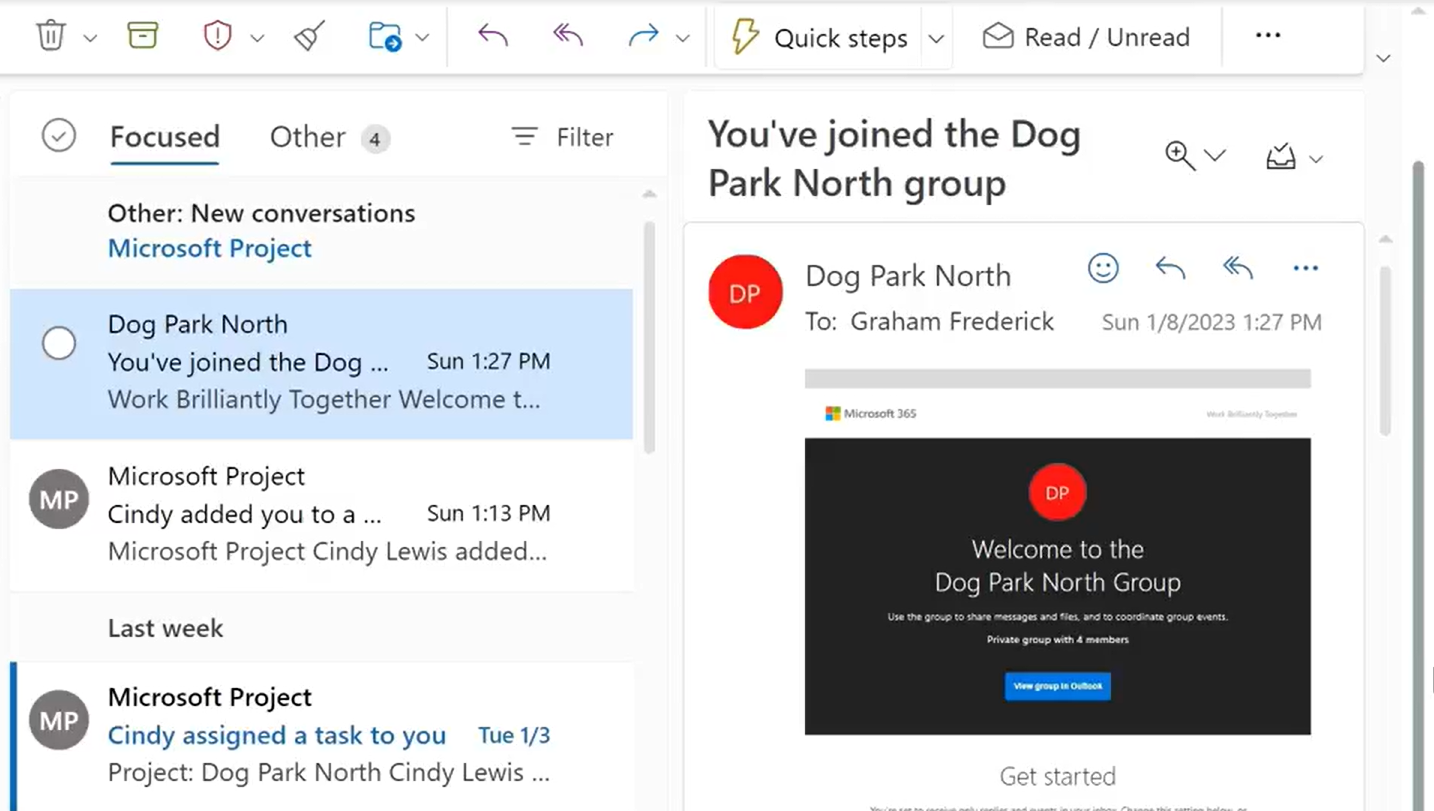 Quick steps
Read / Unread
Focused
Other 4
Filter
Other: New conversations
Microsoft Project
Dog Park North
You've joined the Dog ... Sun 1:27 PM
Work Brilliantly Together Welcome t...
MP
Microsoft Project
Cindy added you to a ... Sun 1:13 PM
Microsoft Project Cindy Lewis added...
Last week
MP
Microsoft Project
Cindy assigned a task to you Tue 1/3
Project: Dog Park North Cindy Lewis ...
You've joined the Dog
Park North group
DP
Dog Park North
To: Graham Frederick Sun 1/8/2023 1:27 PM
Microsoft 365 Work Brilliantly Together
DP
Welcome to the
Dog Park North Group
Use the group to share messages and files, and to coordinate group events.
Private group with 4 members
View group in Outlook
Get started